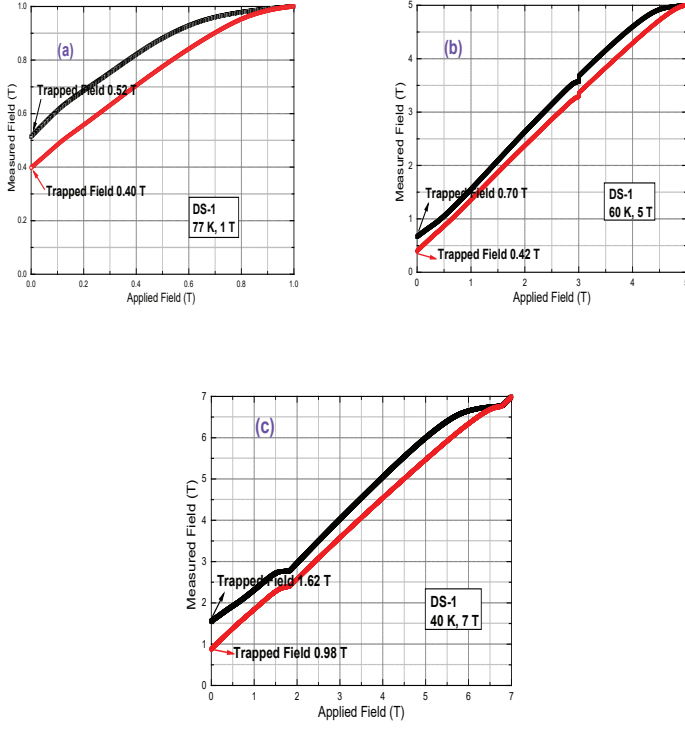 (a)
Measured Field (T)
1.0
0.8
0.6
0.4
0.2
0.0
Trapped Field 0.52 T
Trapped Field 0.40 T
DS-1
77 K, 1 T
0.0 0.2 0.4 0.6 0.8 1.0
Applied Field (T)
(b)
Measured Field (T)
5
4
3
2
1
0
Trapped Field 0.70 T
Trapped Field 0.42 T
DS-1
60 K, 5 T
0 1 2 3 4 5
Applied Field (T)
(c)
Measured Field (T)
7
6
5
4
3
2
1
0
Trapped Field 1.62 T
Trapped Field 0.98 T
DS-1
40 K, 7 T
0 1 2 3 4 5 6 7
Applied Field (T)